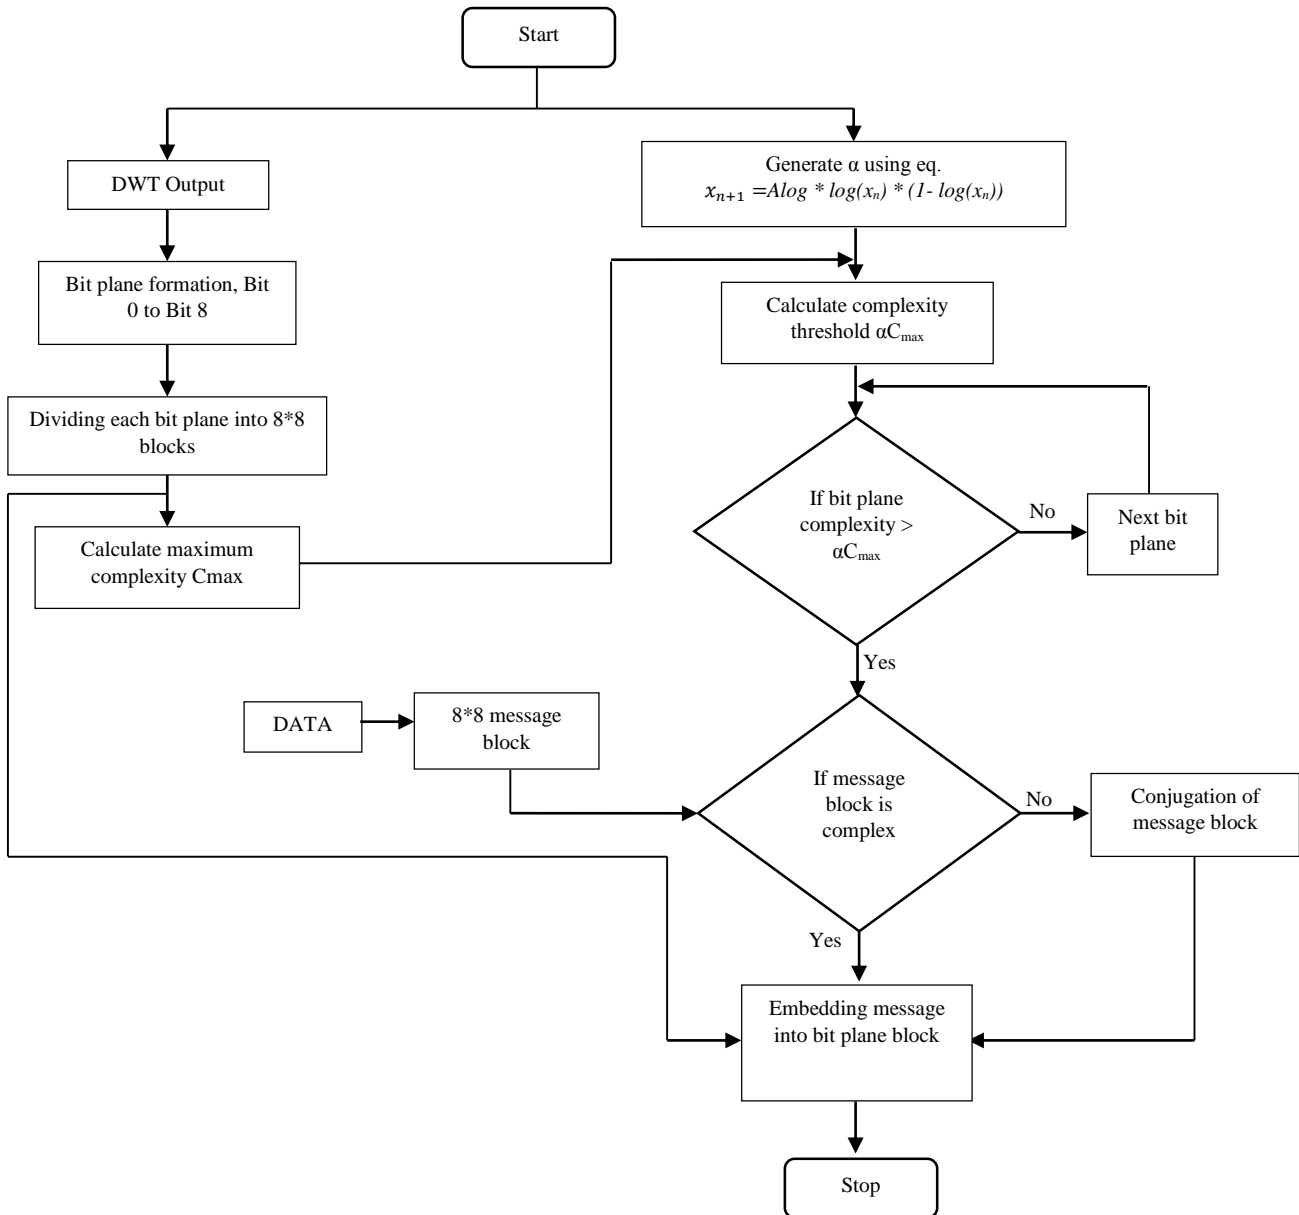 Start
DWT Output
Generate α using eq.
xₙ₊₁ =Alog * log(xₙ) * (1- log(xₙ))
Bit plane formation, Bit
0 to Bit 8
Calculate complexity
threshold αCmax
Dividing each bit plane into 8*8
blocks
Calculate maximum
complexity Cmax
If bit plane
complexity >
αCmax
No
Next bit
plane
Yes
DATA
8*8 message
block
If message
block is
complex
No
Conjugation of
message block
Yes
Embedding message
into bit plane block
Stop